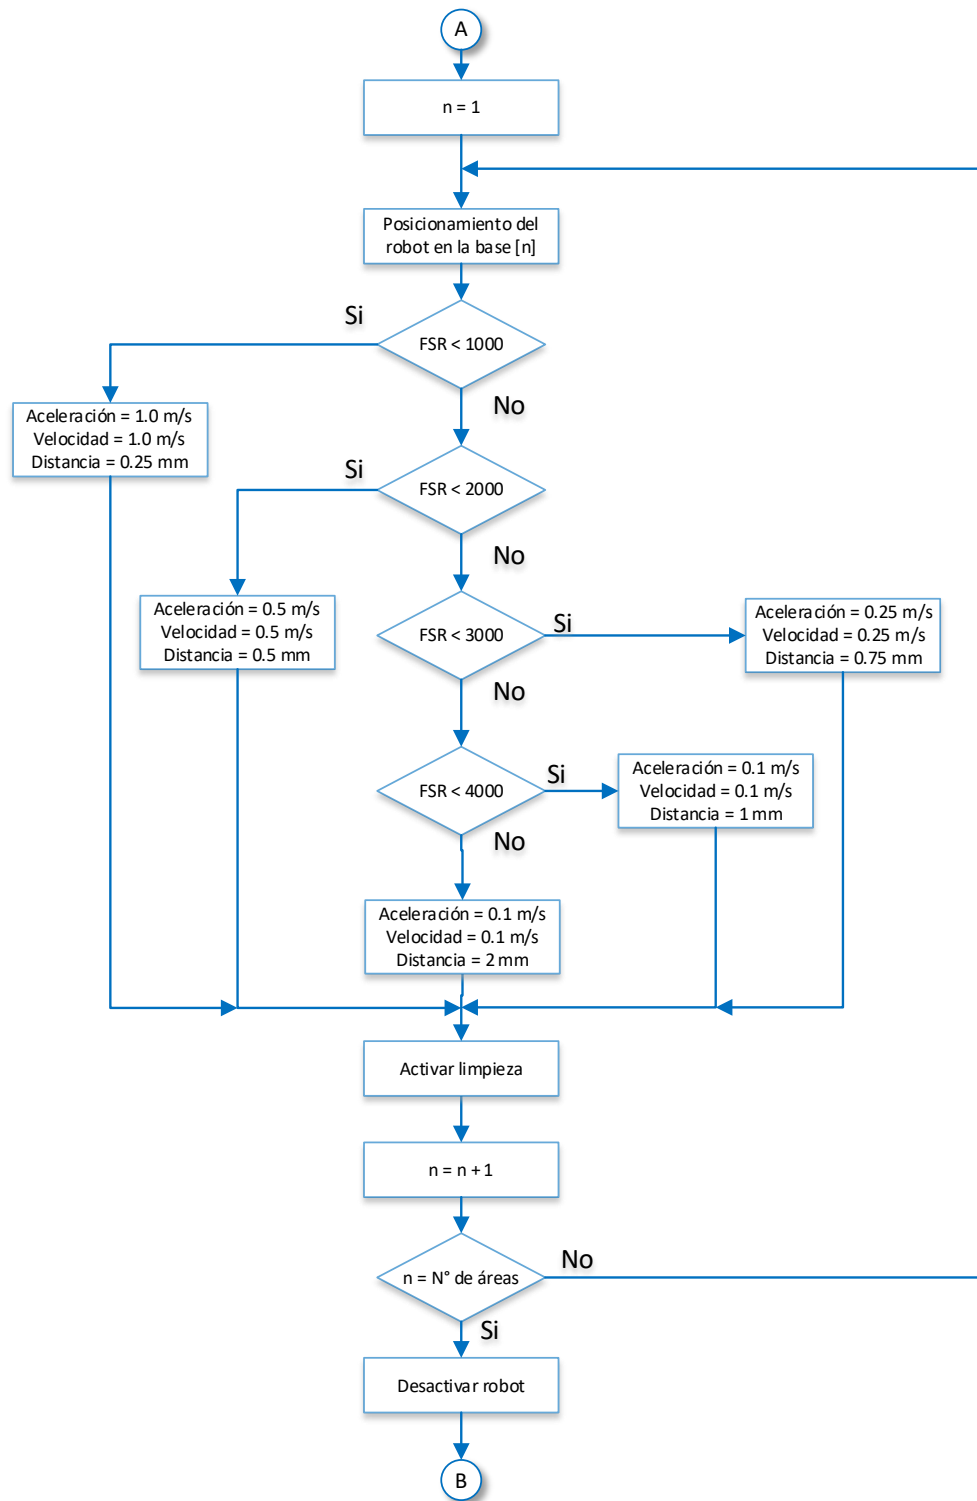 A
n = 1
Posicionamiento del
robot en la base [n]
Si
FSR < 1000
No
Aceleración = 1.0 m/s
Velocidad = 1.0 m/s
Distancia = 0.25 mm
Si
FSR < 2000
No
Aceleración = 0.5 m/s
Velocidad = 0.5 m/s
Distancia = 0.5 mm
FSR < 3000
Si
Aceleración = 0.25 m/s
Velocidad = 0.25 m/s
Distancia = 0.75 mm
No
FSR < 4000
Si
Aceleración = 0.1 m/s
Velocidad = 0.1 m/s
Distancia = 1 mm
No
Aceleración = 0.1 m/s
Velocidad = 0.1 m/s
Distancia = 2 mm
Activar limpieza
n = n + 1
n = N° de áreas
No
Si
Desactivar robot
B